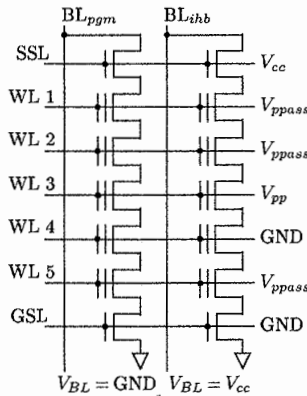 BL_pgm BL_ihb
SSL V_cc
WL 1 V_ppass
WL 2 V_ppass
WL 3 V_pp
WL 4 GND
WL 5 V_ppass
GSL GND
V_BL = GND V_BL = V_cc